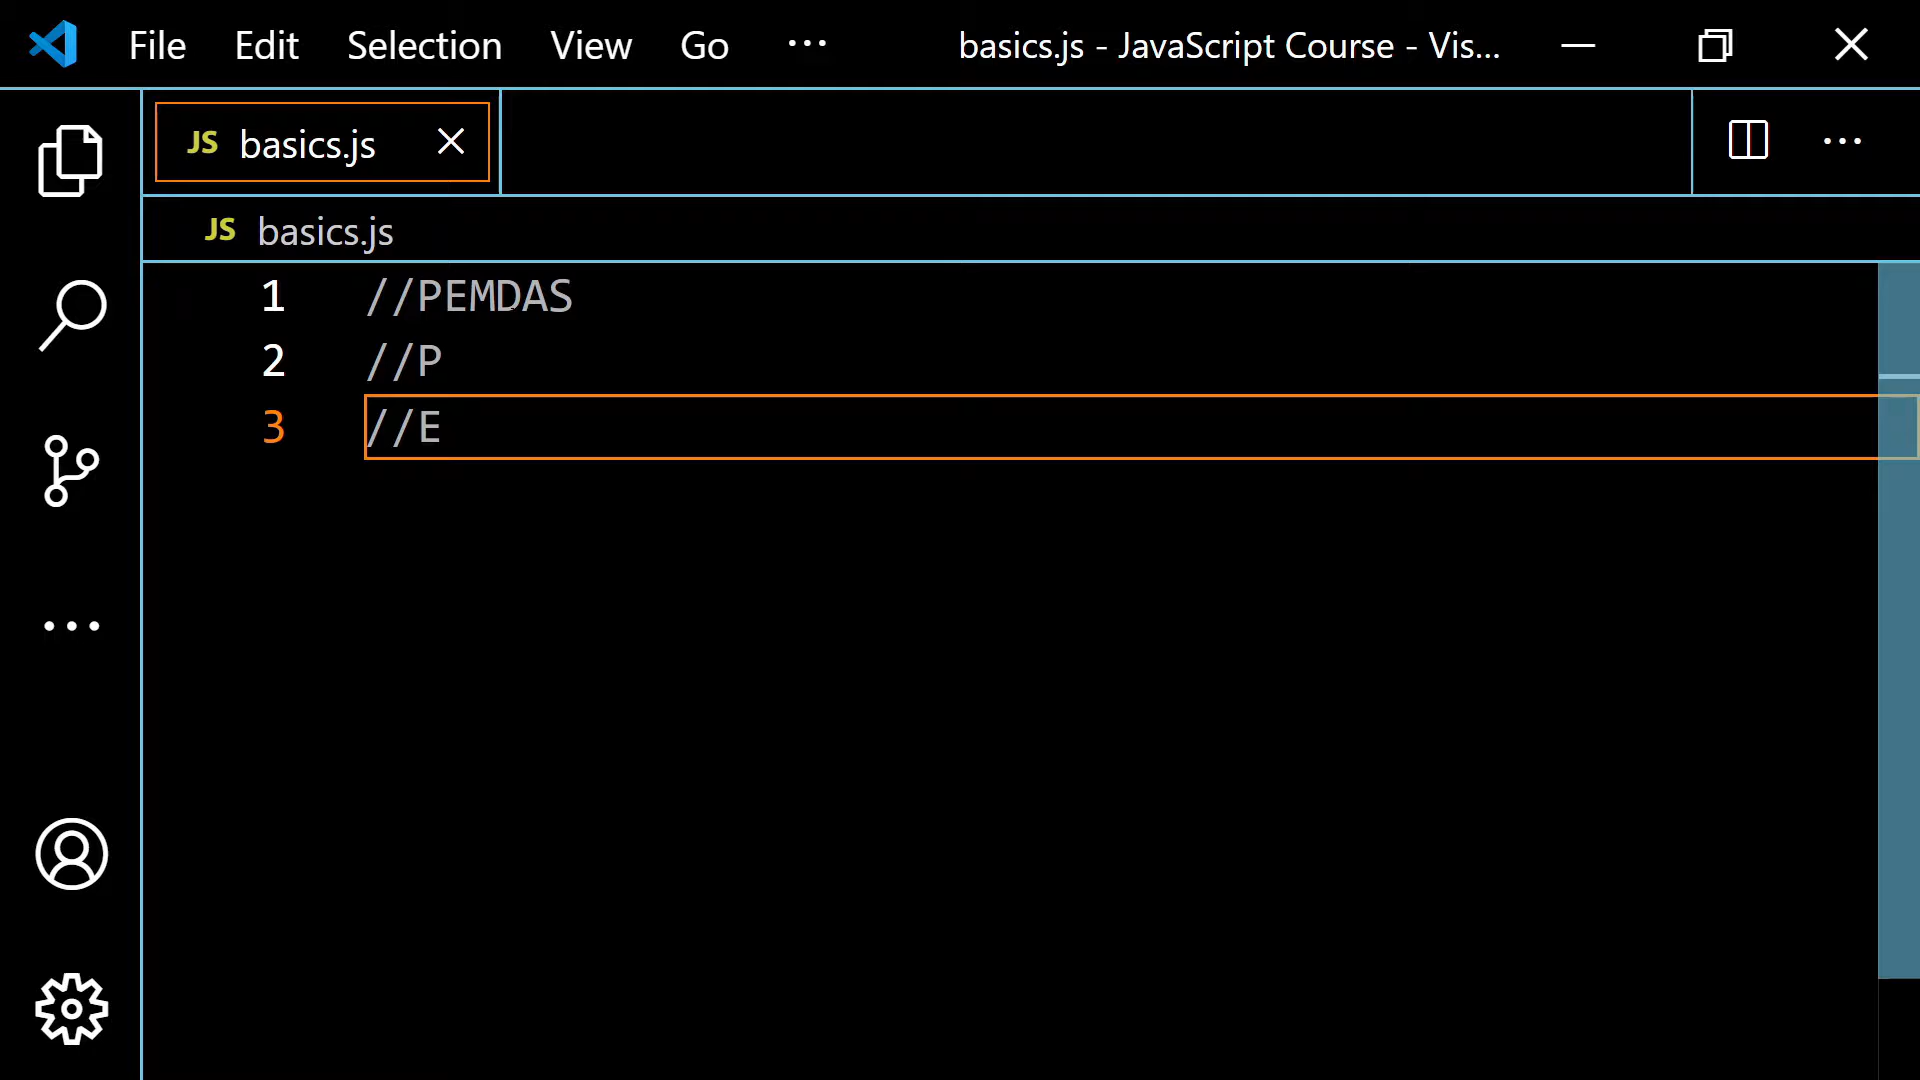 File Edit Selection View Go ··· basics.js - JavaScript Course - Vis...
JS basics.js
JS basics.js
1 //PEMDAS
2 //P
3 //E